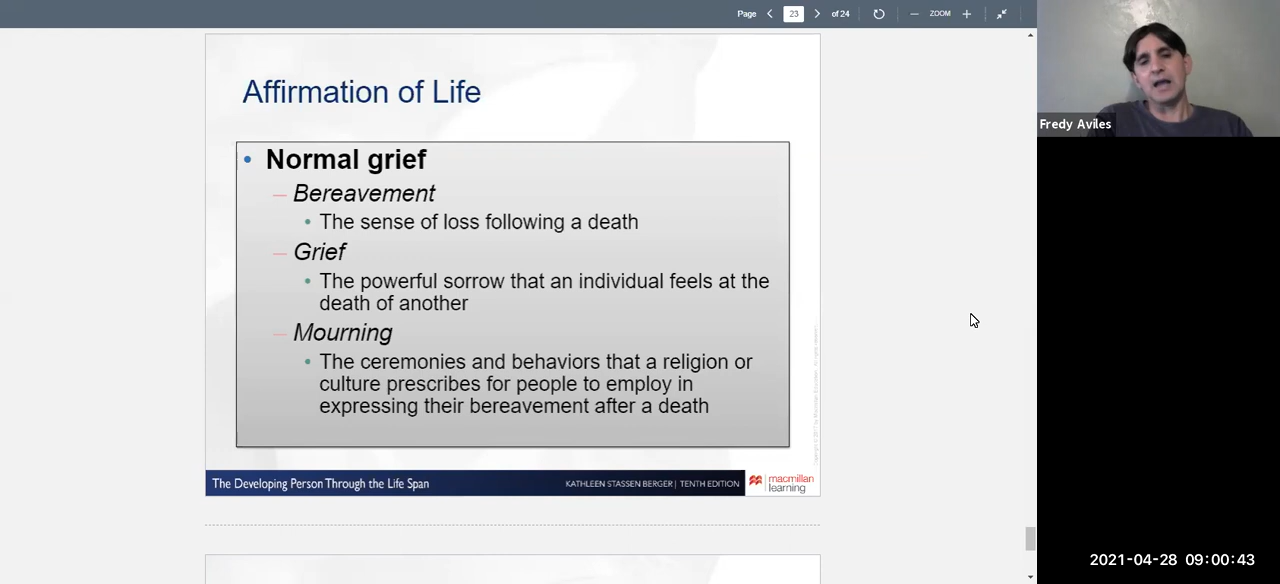 Page 23 of 24 ZOOM
Affirmation of Life
• Normal grief
– Bereavement
• The sense of loss following a death
– Grief
• The powerful sorrow that an individual feels at the
death of another
– Mourning
• The ceremonies and behaviors that a religion or
culture prescribes for people to employ in
expressing their bereavement after a death
The Developing Person Through the Life Span
KATHLEEN STASSEN BERGER | TENTH EDITION
macmillan
learning
Fredy Aviles
2021-04-28 09:00:43